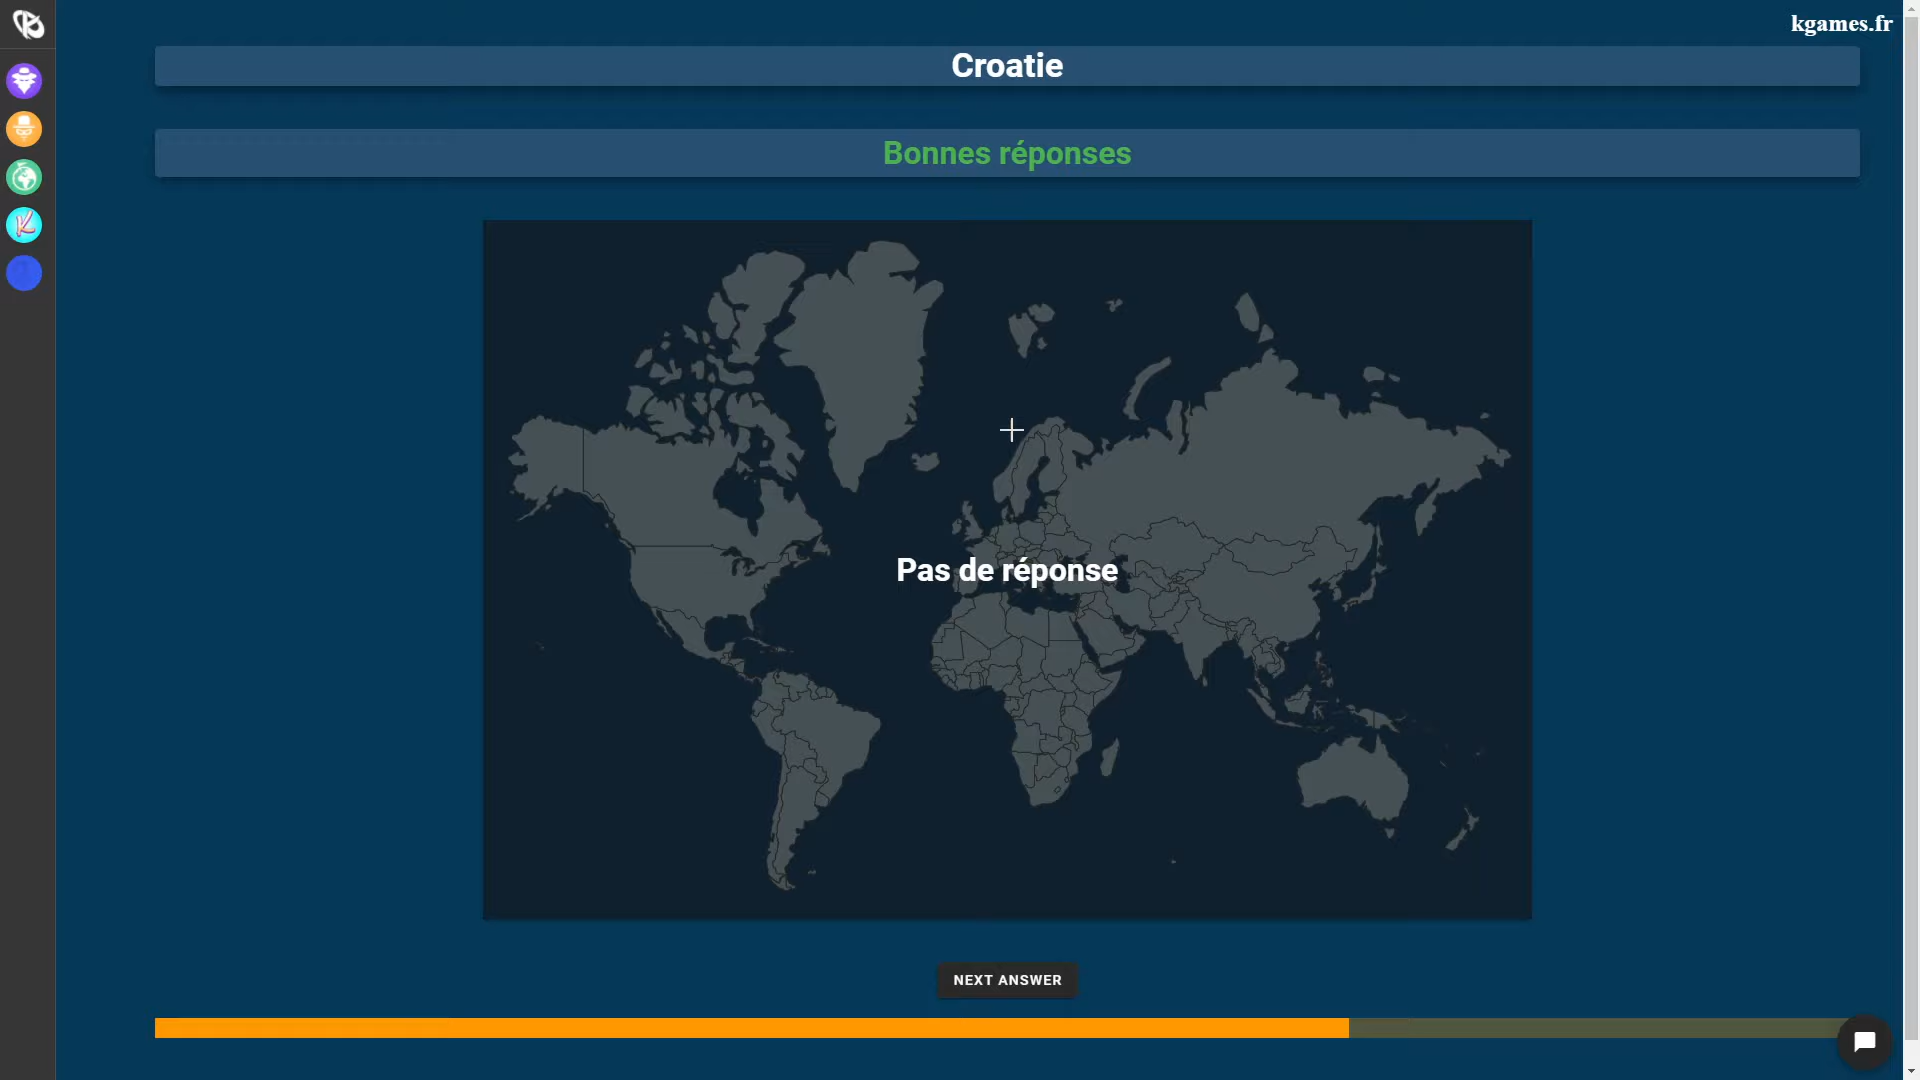 kgames.fr
Croatie
Bonnes réponses
Pas de réponse
NEXT ANSWER